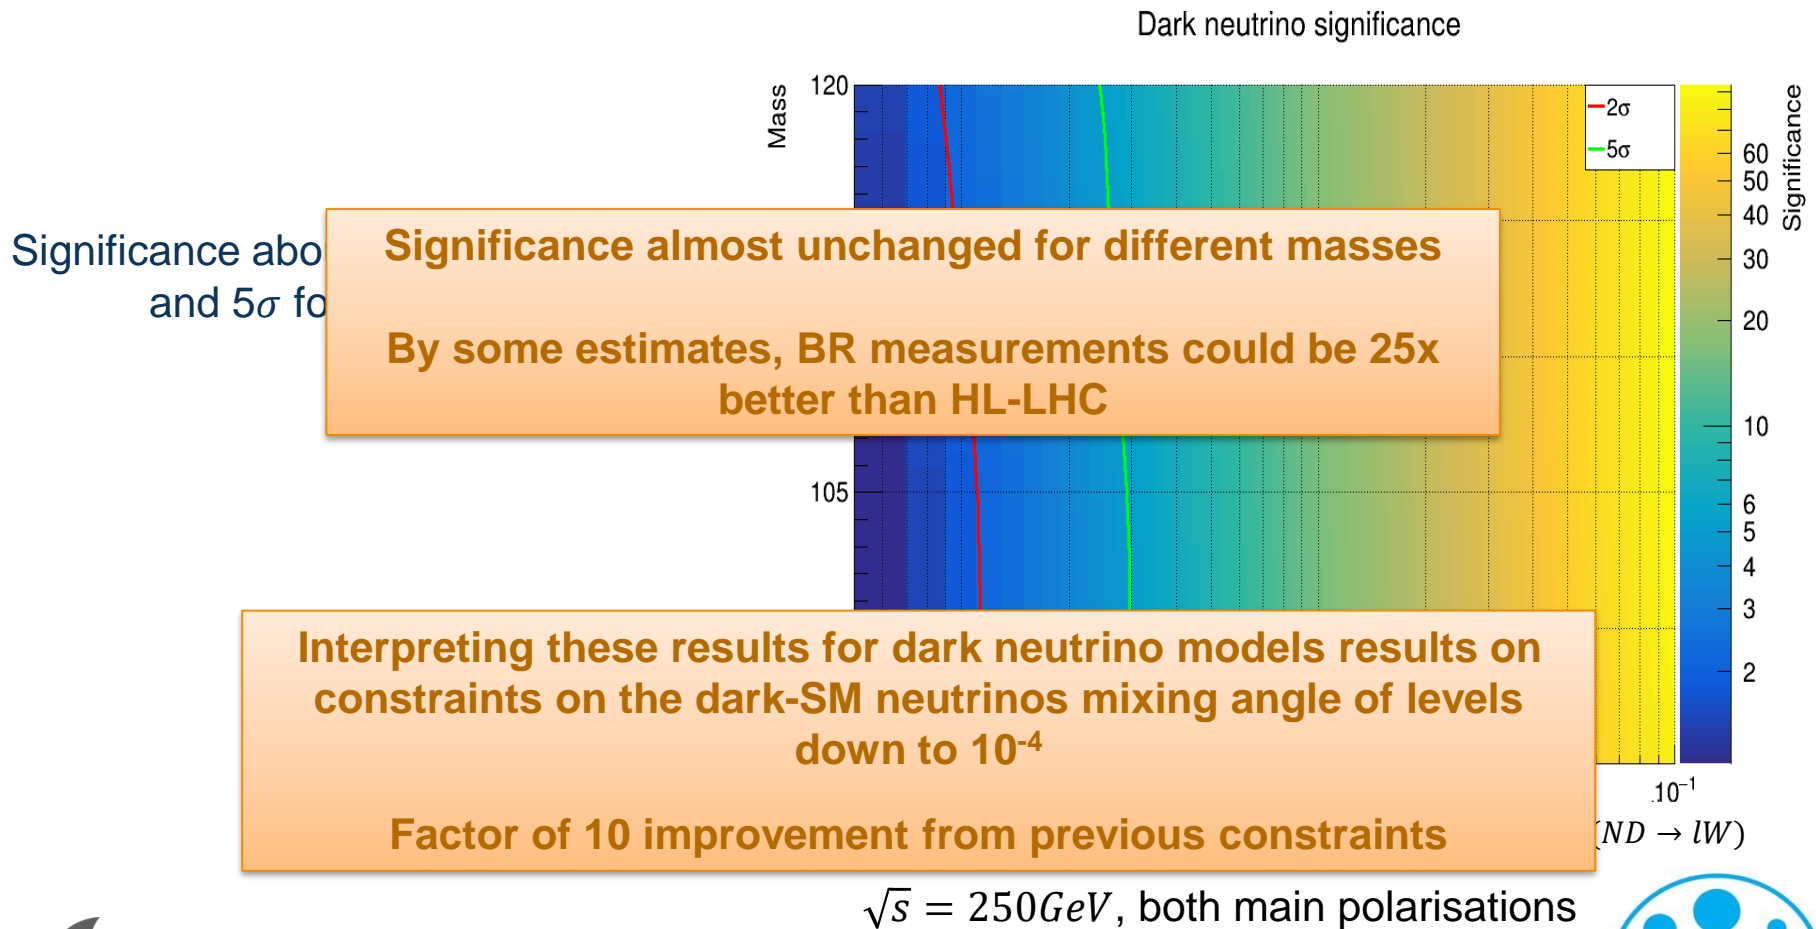 Dark neutrino significance
Mass
120
105
2σ
5σ
60
50
40
30
20
10
6
5
4
3
2
Significance
Significance abo
and 5σ fo
Significance almost unchanged for different masses
By some estimates, BR measurements could be 25x
better than HL-LHC
Interpreting these results for dark neutrino models results on
constraints on the dark-SM neutrinos mixing angle of levels
down to 10⁻⁴
Factor of 10 improvement from previous constraints
10⁻¹
(ND → lW)
√s = 250GeV, both main polarisations